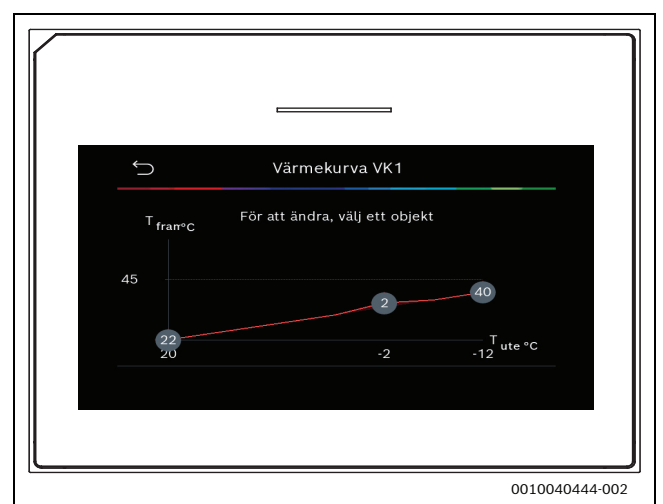 Värmekurva VK1
För att ändra, välj ett objekt
T fram°C
45
40
2
22
20
-2
-12
T ute °C
0010040444-002